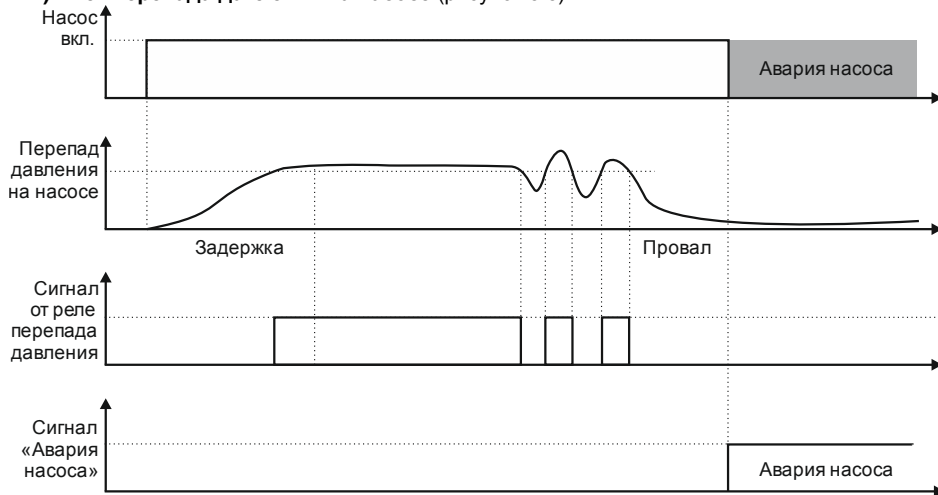 Насос
вкл.
Авария насоса
Перепад
давления
на насосе
Задержка
Провал
Сигнал
от реле
перепада
давления
Сигнал
«Авария
насоса»
Авария насоса